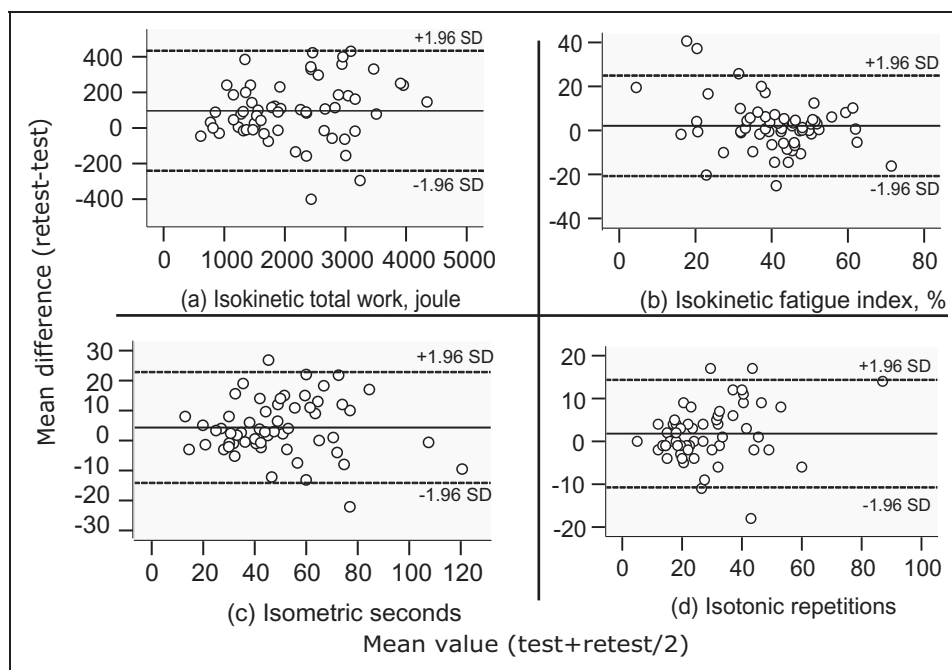 Mean difference (retest-test)
400
200
0
-200
-400
+1.96 SD
-1.96 SD
0 1000 2000 3000 4000 5000
(a) Isokinetic total work, joule
40
20
0
-20
-40
+1.96 SD
-1.96 SD
0 20 40 60 80
(b) Isokinetic fatigue index, %
30
20
10
0
-10
-20
-30
+1.96 SD
-1.96 SD
0 20 40 60 80 100 120
(c) Isometric seconds
20
10
0
-10
-20
+1.96 SD
-1.96 SD
0 20 40 60 80 100
(d) Isotonic repetitions
Mean value (test+retest/2)